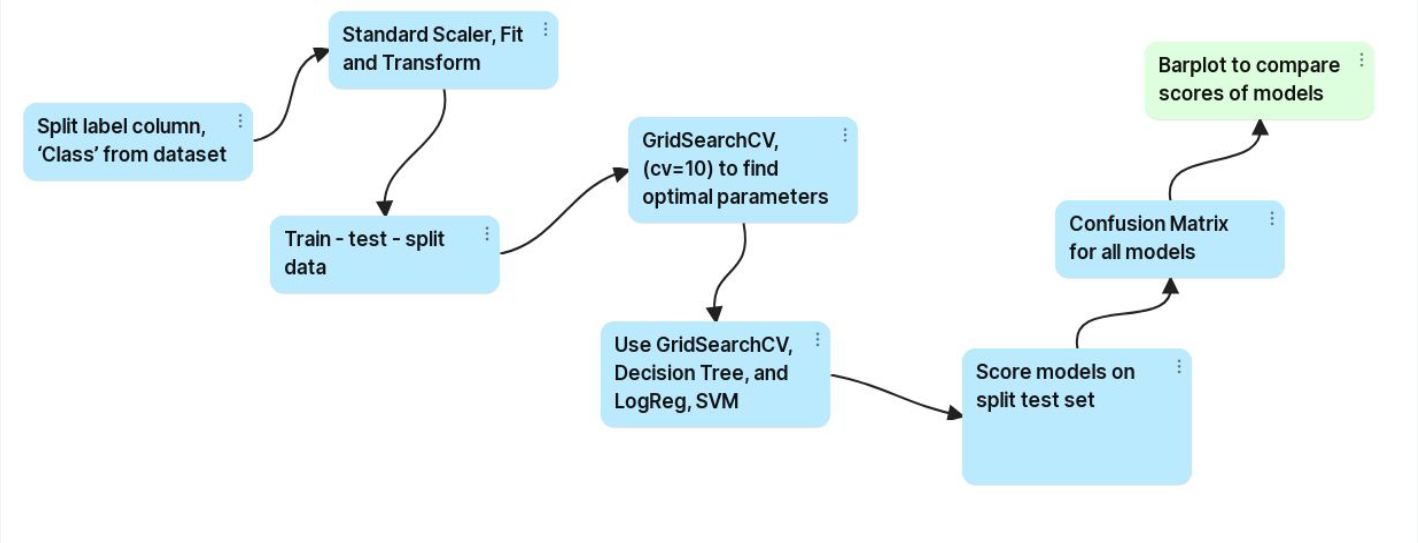 Split label column,
‘Class’ from dataset
Standard Scaler, Fit
and Transform
Train - test - split
data
GridSearchCV,
(cv=10) to find
optimal parameters
Use GridSearchCV,
Decision Tree, and
LogReg, SVM
Score models on
split test set
Confusion Matrix
for all models
Barplot to compare
scores of models